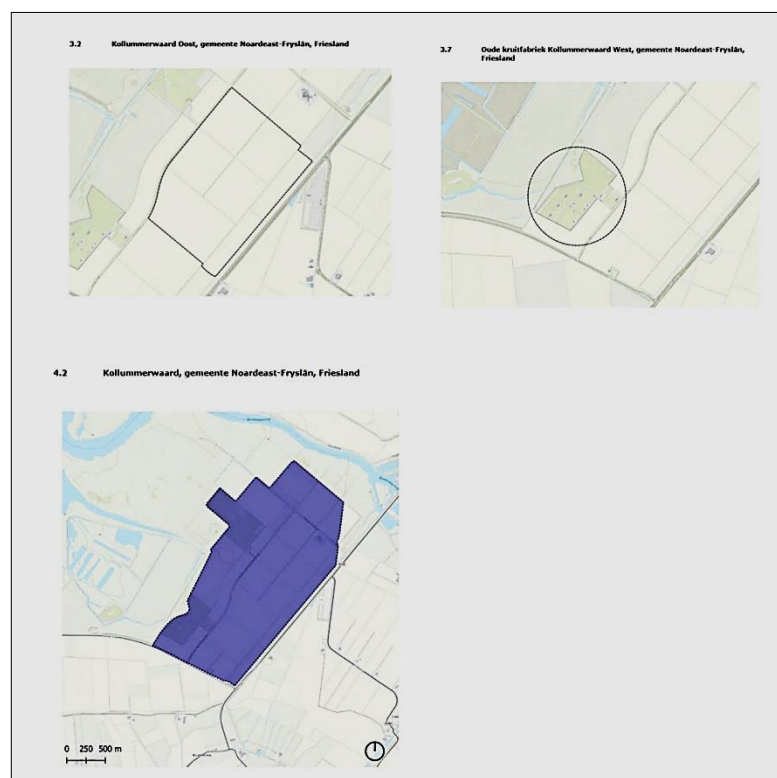 3.2 Kollummerwaard Oost, gemeente Noardeast-Fryslân, Friesland
3.7 Oude kruitfabriek Kollummerwaard West, gemeente Noardeast-Fryslân,
Friesland
4.2 Kollummerwaard, gemeente Noardeast-Fryslân, Friesland
0 250 500 m